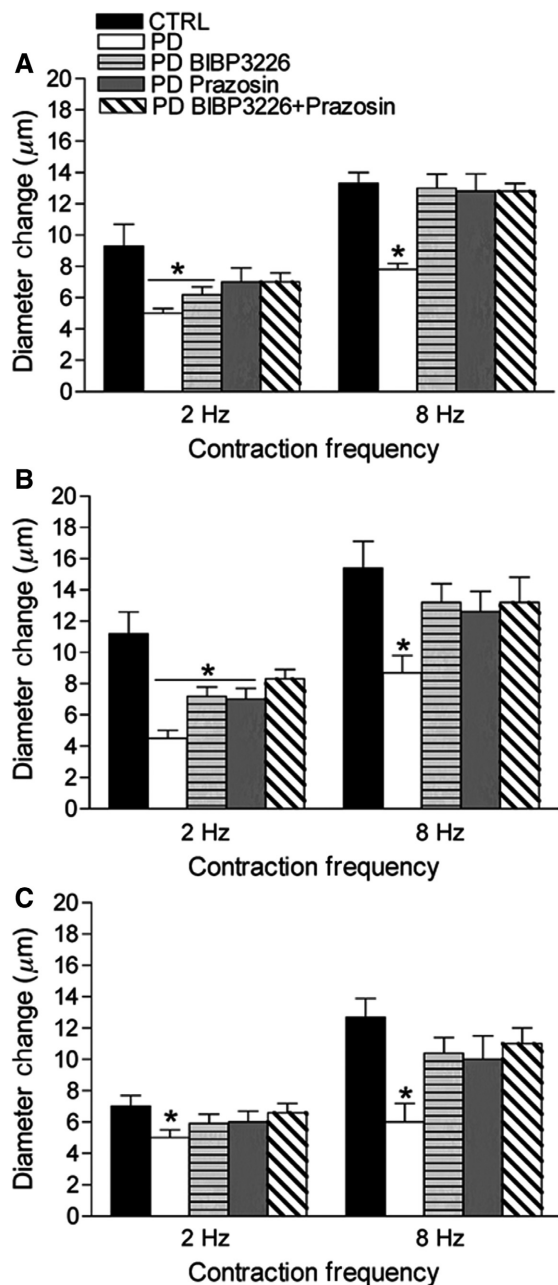 CTRL
PD
PD BIBP3226
PD Prazosin
PD BIBP3226+Prazosin
A
Diameter change (μm)
20
18
16
14
12
10
8
6
4
2
0
*
*
2 Hz
8 Hz
Contraction frequency
B
Diameter change (μm)
20
18
16
14
12
10
8
6
4
2
0
*
*
2 Hz
8 Hz
Contraction frequency
C
Diameter change (μm)
20
18
16
14
12
10
8
6
4
2
0
*
*
2 Hz
8 Hz
Contraction frequency